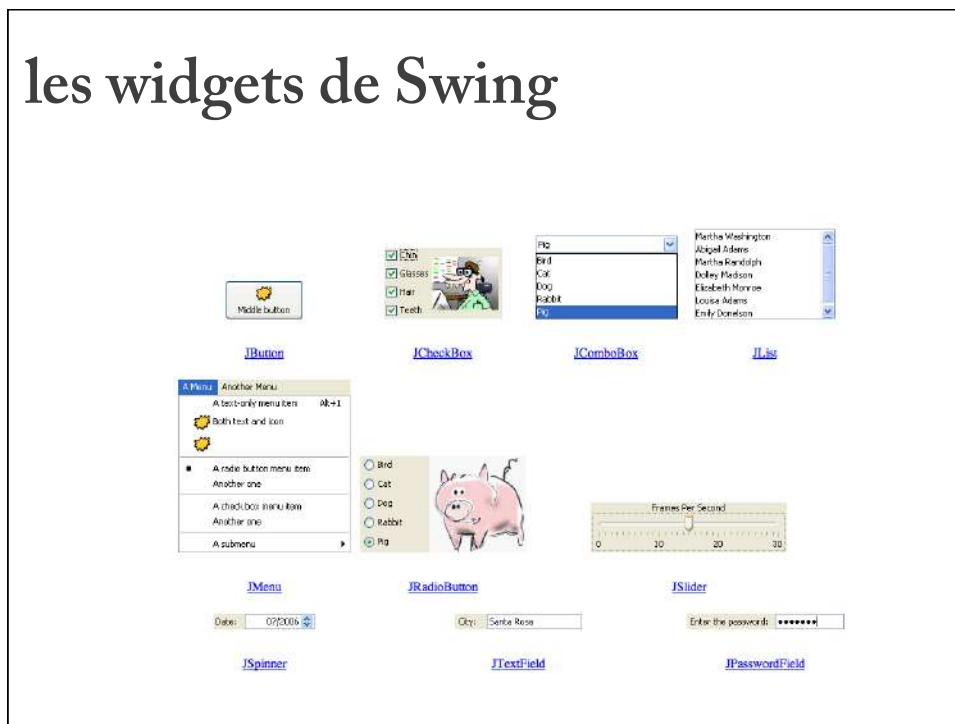 les widgets de Swing
Middle button
JButton
Chin
Glasses
Hair
Teeth
JCheckBox
Pig
Bird
Cat
Dog
Rabbit
Pig
JComboBox
Martha Washington
Abigail Adams
Martha Randolph
Dolley Madison
Elizabeth Monroe
Louisa Adams
Emily Donelson
JList
A Menu Another Menu
A text-only menu item Alt+1
Both text and icon
A radio button menu item
Another one
A check box menu item
Another one
A submenu
JMenu
Bird
Cat
Dog
Rabbit
Pig
JRadioButton
Frames Per Second
0 10 20 30
JSlider
Date: 07/2006
JSpinner
City: Santa Rosa
JTextField
Enter the password: •••••••
JPasswordField